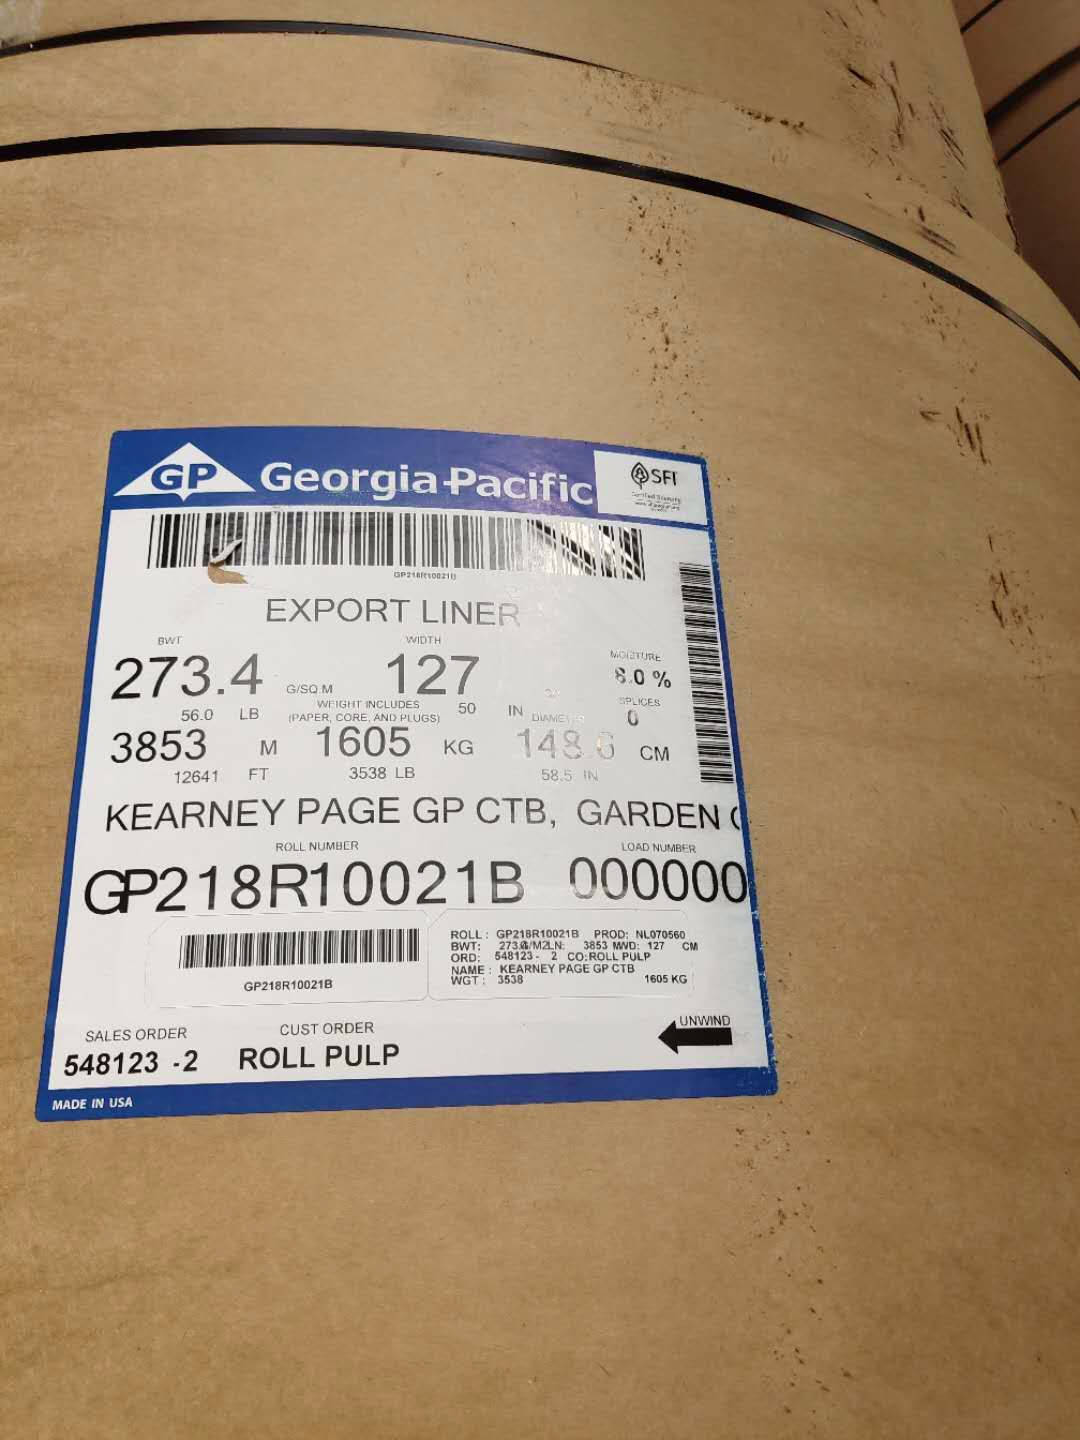 GP Georgia-Pacific
SFI
GP218R10021B
EXPORT LINER
BWT WIDTH MOISTURE
273.4 G/SQ.M 127 8.0 %
56.0 LB WEIGHT INCLUDES 50 IN SPLICES
(PAPER, CORE, AND PLUGS) DIAMETER 0
3853 M 1605 KG 148.6 CM
12641 FT 3538 LB 58.5 IN
KEARNEY PAGE GP CTB, GARDEN
ROLL NUMBER LOAD NUMBER
GP218R10021B 000000
GP218R10021B
ROLL : GP218R10021B PROD: NL070560
BWT: LN: 3853 MWD: 127 CM
ORD: 548123 - 2 CO:ROLL PULP
NAME : KEARNEY PAGE GP CTB
WGT : 3538 1605 KG
SALES ORDER CUST ORDER UNWIND
548123 -2 ROLL PULP
MADE IN USA